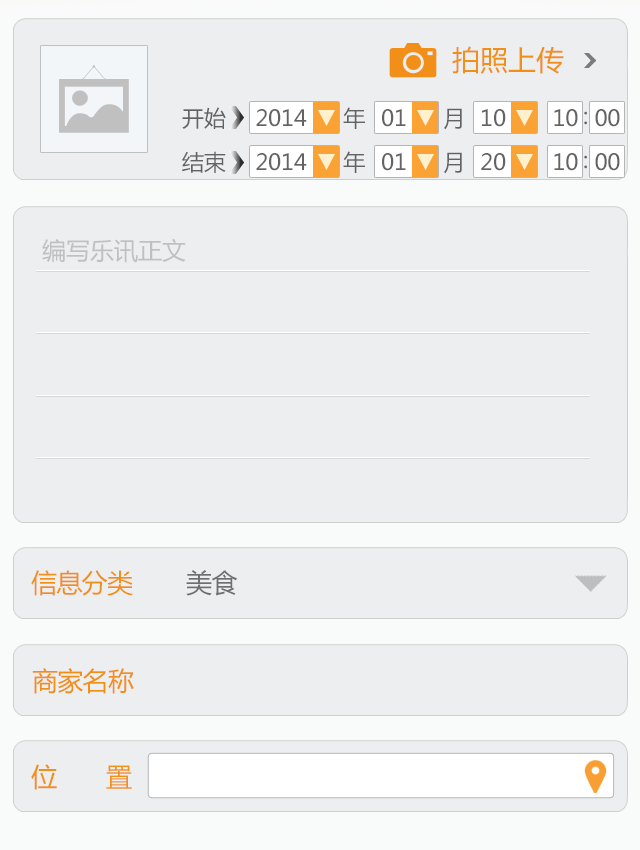 拍照上传
开始 2014 年 01 月 10 10:00
结束 2014 年 01 月 20 10:00
编写乐讯正文
信息分类 美食
商家名称
位 置